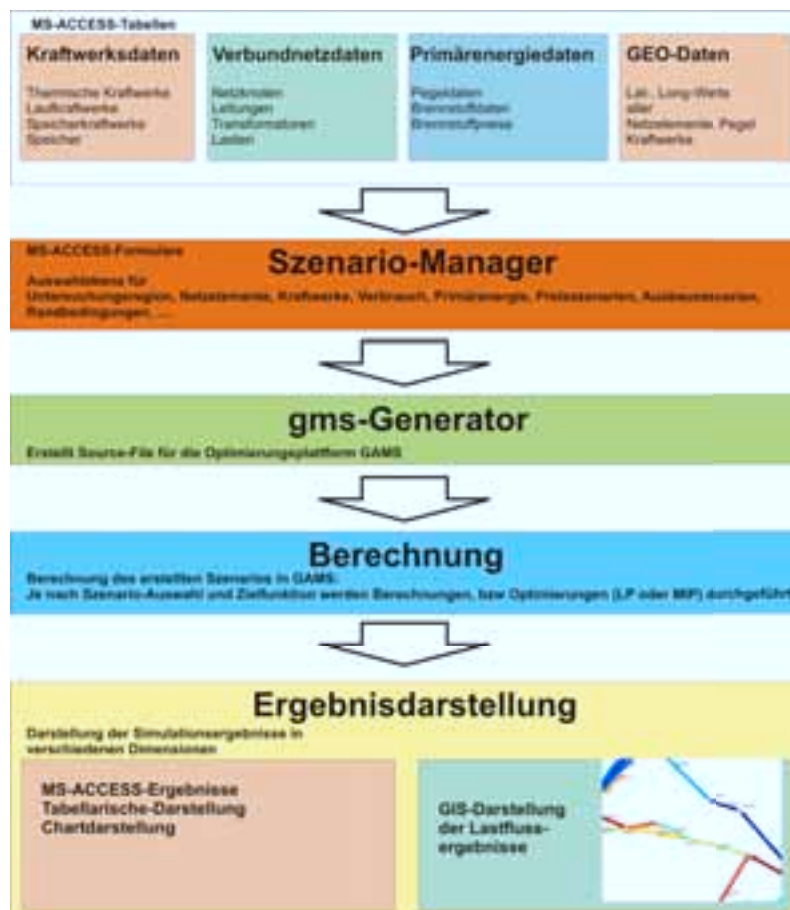 MS-ACCESS-Tabellen
Kraftwerksdaten
Thermische Kraftwerke
Laufkraftwerke
Speicherkraftwerke
Speicher
Verbundnetzdaten
Netzknoten
Leitungen
Transformatoren
Lasten
Primärenergiedaten
Pegeldaten
Brennstoffdaten
Brennstoffpreise
GEO-Daten
Lat-, Long-Werte
aller
Netzelemente, Pegel
Kraftwerke
MS-ACCESS-Formulare
Szenario-Manager
Auswahlmenü für
Untersuchungsregion, Netzelemente, Kraftwerke, Verbrauch, Primärenergie, Preisszenarien, Ausbauszenarien,
Randbedingungen, ...
gms-Generator
Erstellt Source-File für die Optimierungsplattform GAMS
Berechnung
Berechnung des erstellten Szenarios in GAMS:
Je nach Szenario-Auswahl und Zielfunktion werden Berechnungen, bzw Optimierungen (LP oder MIP) durchgeführt
Ergebnisdarstellung
Darstellung der Simulationsergebnisse in
verschiedenen Dimensionen
MS-ACCESS-Ergebnisse
Tabellarische-Darstellung
Chartdarstellung
GIS-Darstellung
der Lastfluss-
ergebnisse